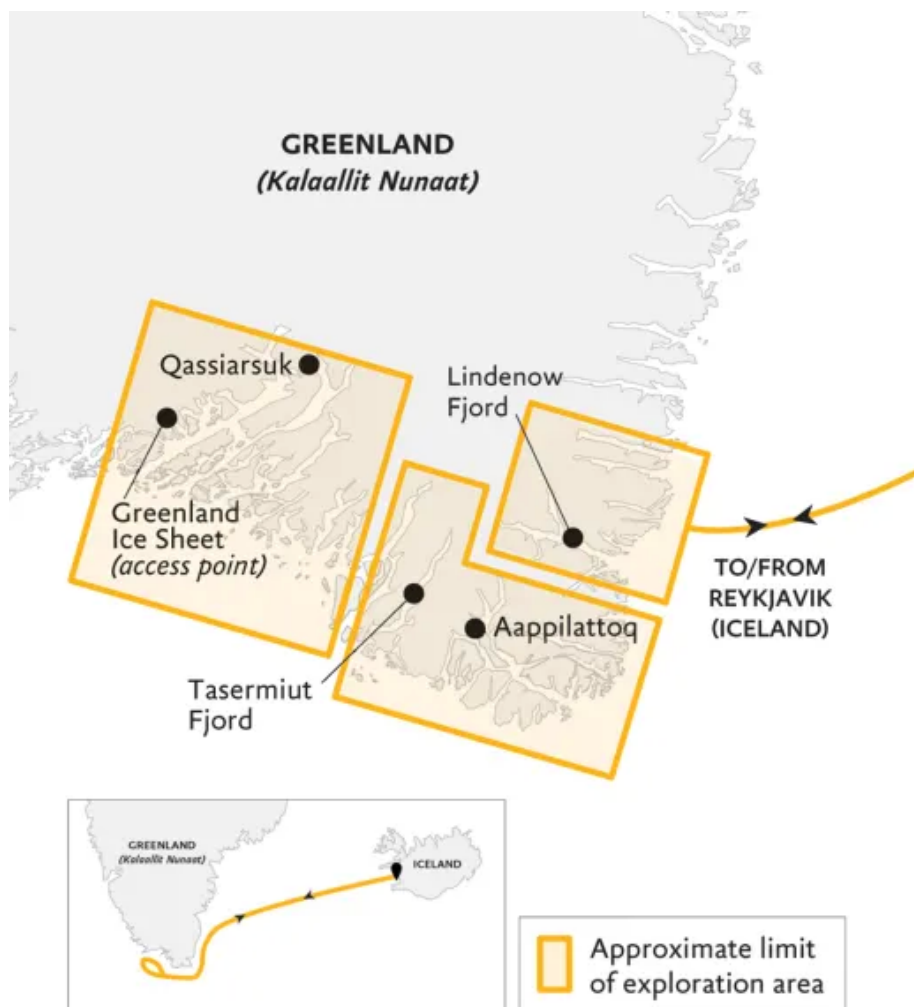 GREENLAND
(Kalaallit Nunaat)
Qassiarsuk
Lindenow
Fjord
Greenland
Ice Sheet
(access point)
TO/FROM
REYKJAVIK
(ICELAND)
Aappilattoq
Tasermiut
Fjord
GREENLAND
(Kalaallit Nunaat)
ICELAND
Approximate limit
of exploration area